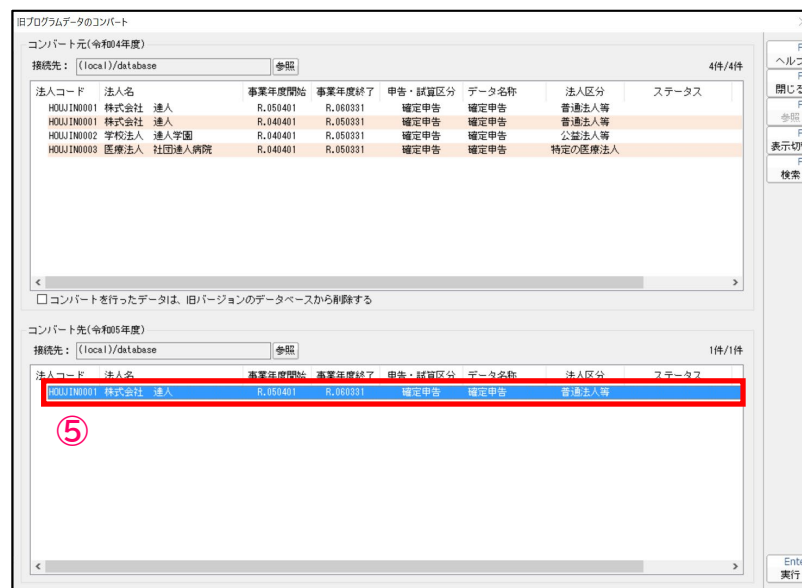 旧プログラムデータのコンバート
コンバート元(令和04年度)
接続先： (local)/database 参照 4件/4件
法人コード 法人名 事業年度開始 事業年度終了 申告・試算区分 データ名称 法人区分 ステータス
HOUJIN0001 株式会社 達人 R.050401 R.060331 確定申告 確定申告 普通法人等
HOUJIN0001 株式会社 達人 R.040401 R.050331 確定申告 確定申告 普通法人等
HOUJIN0002 学校法人 達人学園 R.040401 R.050331 確定申告 確定申告 公益法人等
HOUJIN0003 医療法人 社団達人病院 R.040401 R.050331 確定申告 確定申告 特定の医療法人
コンバートを行ったデータは、旧バージョンのデータベースから削除する
コンバート先(令和05年度)
接続先： (local)/database 参照 1件/1件
法人コード 法人名 事業年度開始 事業年度終了 申告・試算区分 データ名称 法人区分 ステータス
HOUJIN0001 株式会社 達人 R.050401 R.060331 確定申告 確定申告 普通法人等
⑤
ヘルプ
閉じる
参照
表示切
検索
Ente
実行